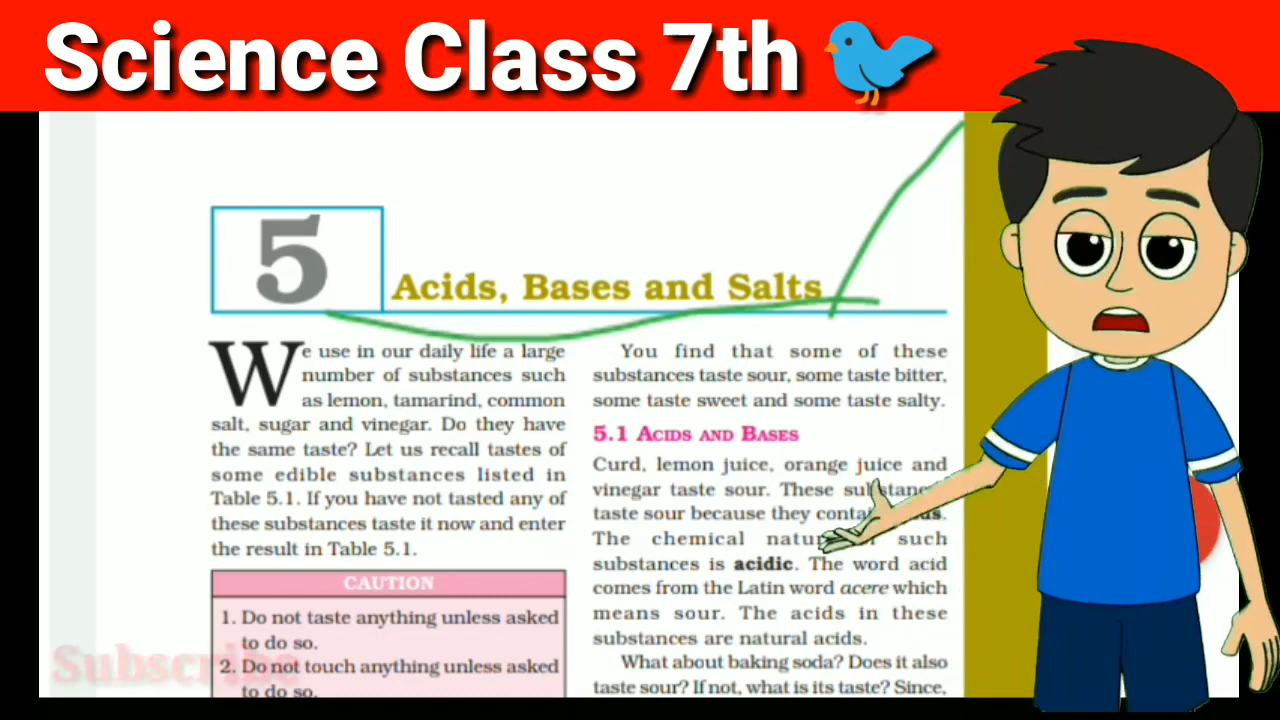 Science Class 7th
5
Acids, Bases and Salts
We use in our daily life a large
number of substances such
as lemon, tamarind, common
salt, sugar and vinegar. Do they have
the same taste? Let us recall tastes of
some edible substances listed in
Table 5.1. If you have not tasted any of
these substances taste it now and enter
the result in Table 5.1.
CAUTION
1. Do not taste anything unless asked
to do so.
2. Do not touch anything unless asked
to do so.
You find that some of these
substances taste sour, some taste bitter,
some taste sweet and some taste salty.
5.1 ACIDS AND BASES
Curd, lemon juice, orange juice and
vinegar taste sour. These
taste sour because they
The chemical such
substances is acidic. The word acid
comes from the Latin word acere which
means sour. The acids in these
substances are natural acids.
What about baking soda? Does it also
taste sour? If not, what is its taste? Since,
Subscribe